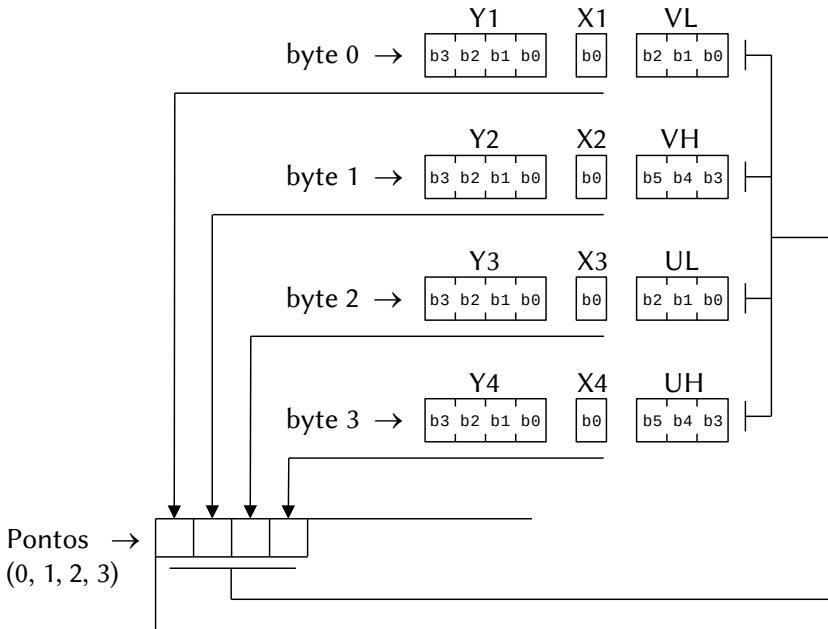 Y1 X1 VL
byte 0 → b3 b2 b1 b0 b0 b2 b1 b0
Y2 X2 VH
byte 1 → b3 b2 b1 b0 b0 b5 b4 b3
Y3 X3 UL
byte 2 → b3 b2 b1 b0 b0 b2 b1 b0
Y4 X4 UH
byte 3 → b3 b2 b1 b0 b0 b5 b4 b3
Pontos →
(0, 1, 2, 3)